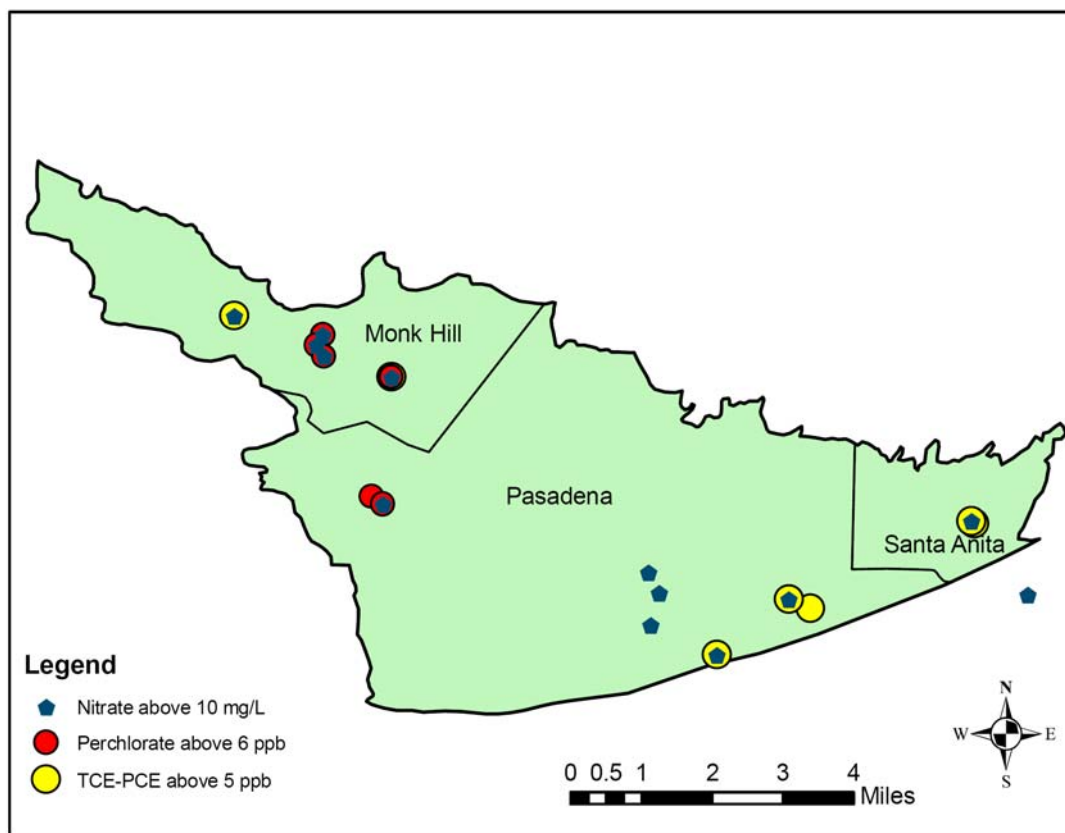 Monk Hill
Pasadena
Santa Anita
Legend
Nitrate above 10 mg/L
Perchlorate above 6 ppb
TCE-PCE above 5 ppb
N
W E
S
0 0.5 1 2 3 4
Miles